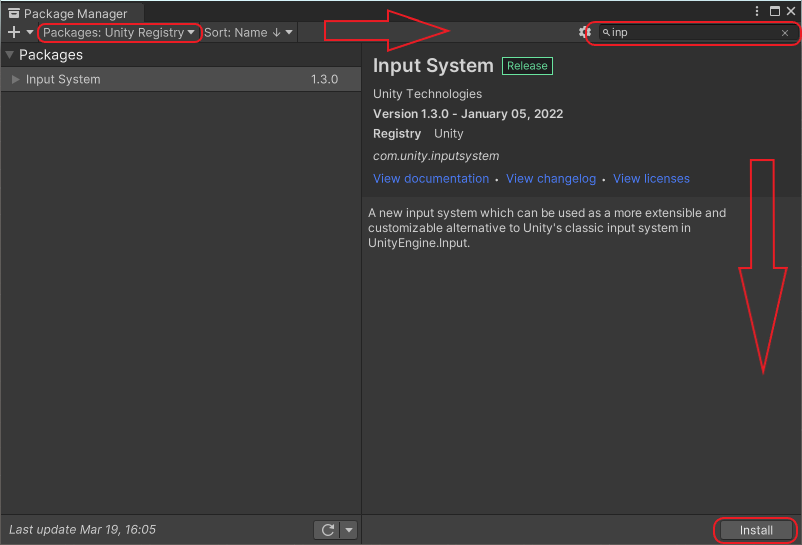 Package Manager
Packages: Unity Registry Sort: Name ↓ inp
Packages
Input System 1.3.0
Input System Release
Unity Technologies
Version 1.3.0 - January 05, 2022
Registry Unity
com.unity.inputsystem
View documentation • View changelog • View licenses
A new input system which can be used as a more extensible and
customizable alternative to Unity's classic input system in
UnityEngine.Input.
Last update Mar 19, 16:05
Install